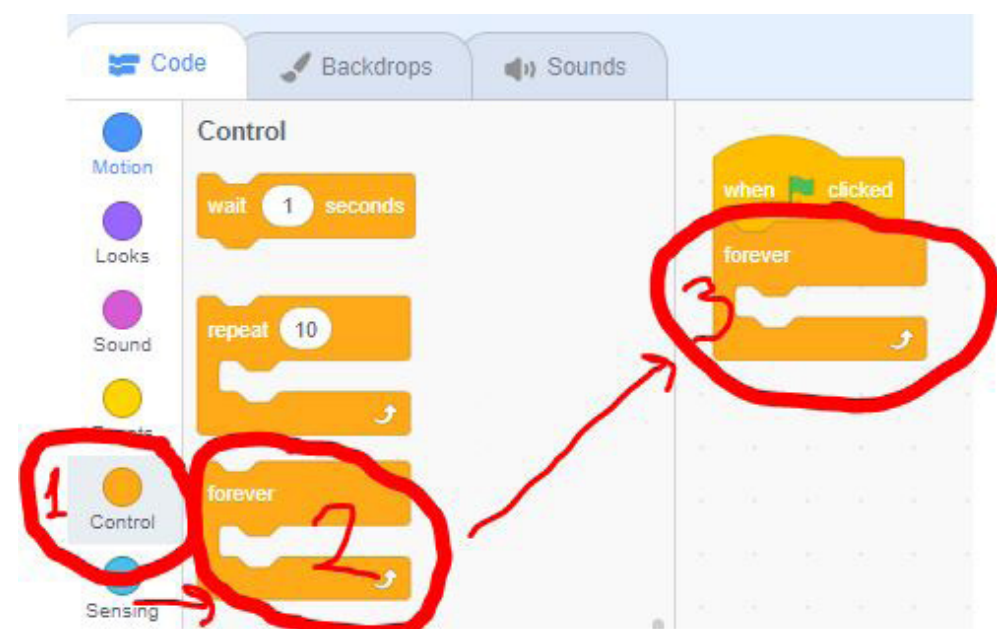 Code
Backdrops
Sounds
Motion
Looks
Sound
Control
Sensing
Control
wait 1 seconds
repeat 10
forever
when clicked
forever
1
2
3